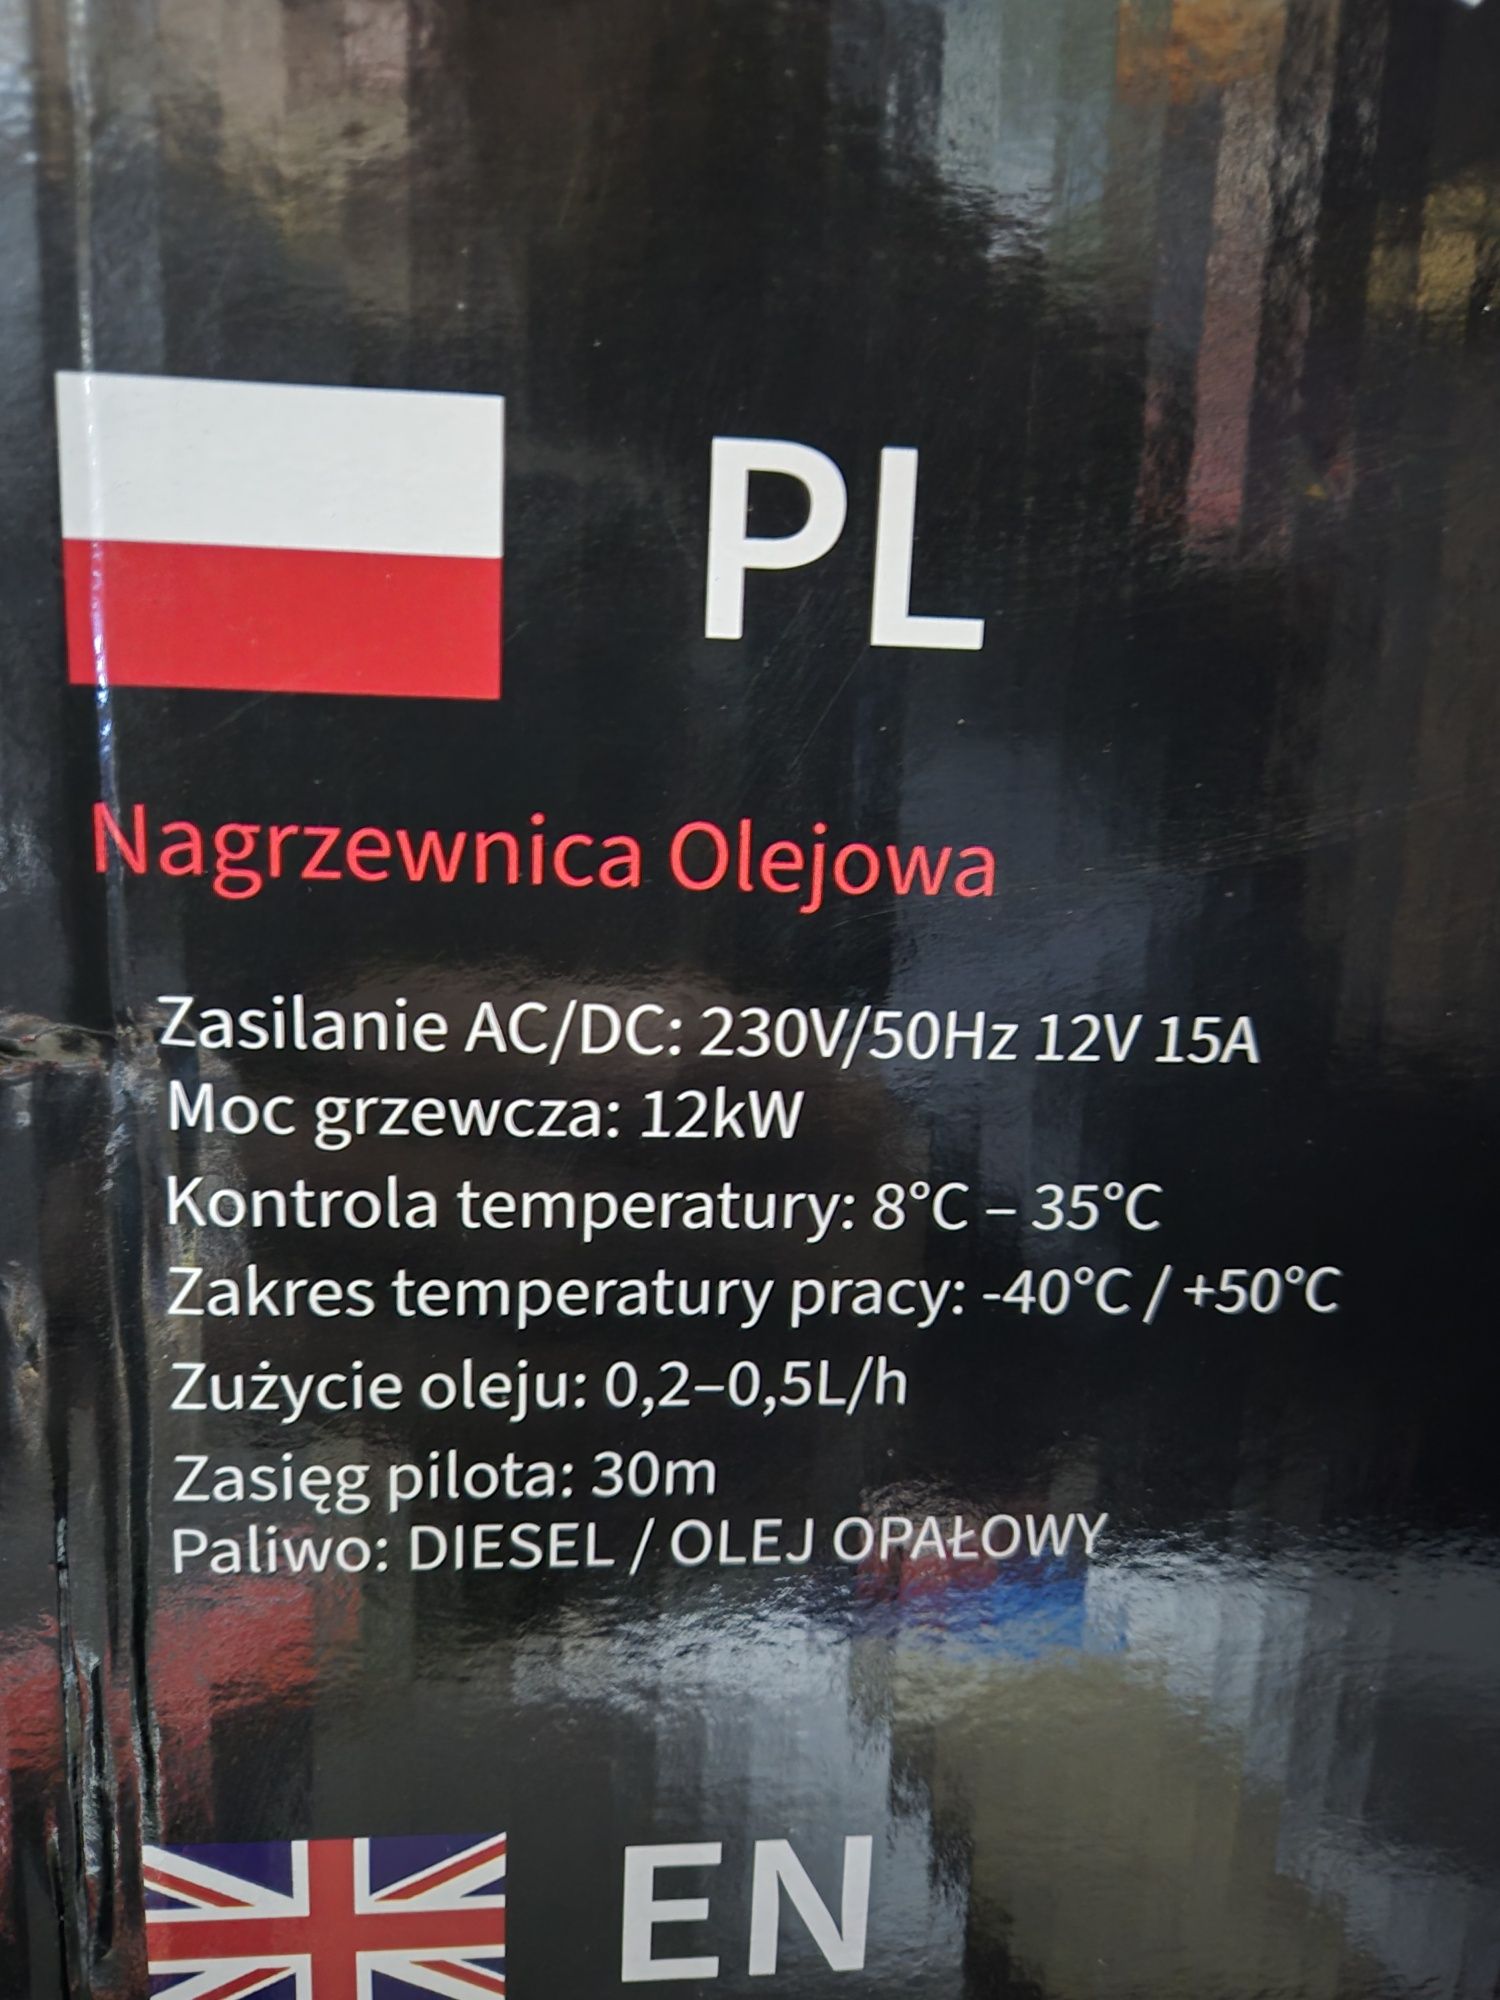 PL
Nagrzewnica Olejowa
Zasilanie AC/DC: 230V/50Hz 12V 15A
Moc grzewcza: 12kW
Kontrola temperatury: 8°C – 35°C
Zakres temperatury pracy: -40°C / +50°C
Zużycie oleju: 0,2–0,5L/h
Zasięg pilota: 30m
Paliwo: DIESEL / OLEJ OPAŁOWY
EN